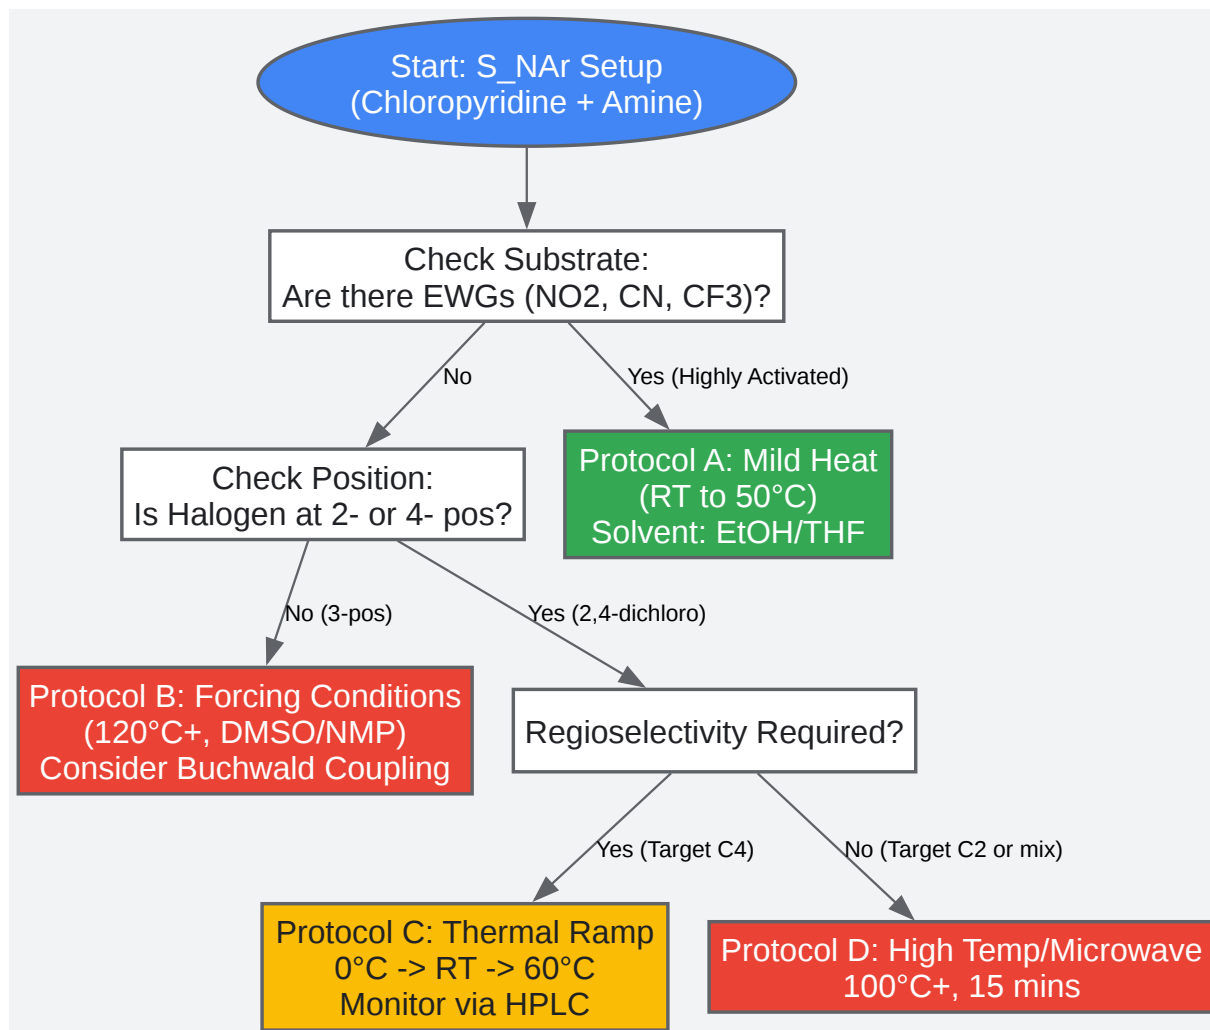 Start: S_NAr Setup
(Chloropyridine + Amine)
Check Substrate:
Are there EWGs (NO2, CN, CF3)?
No
Yes (Highly Activated)
Protocol A: Mild Heat
(RT to 50°C)
Solvent: EtOH/THF
Check Position:
Is Halogen at 2- or 4- pos?
No (3-pos)
Yes (2,4-dichloro)
Protocol B: Forcing Conditions
(120°C+, DMSO/NMP)
Consider Buchwald Coupling
Regioselectivity Required?
Yes (Target C4)
No (Target C2 or mix)
Protocol C: Thermal Ramp
0°C -> RT -> 60°C
Monitor via HPLC
Protocol D: High Temp/Microwave
100°C+, 15 mins